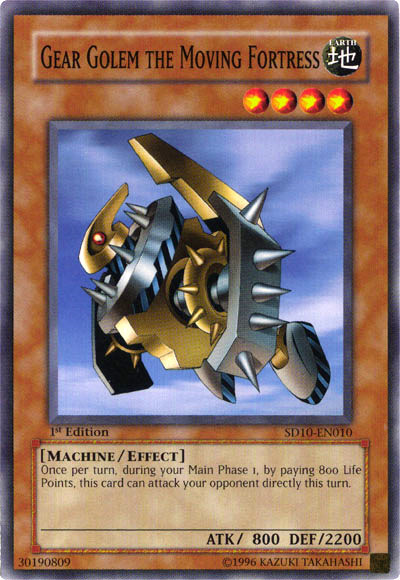 Gear Golem the Moving Fortress
EARTH
地
1st Edition
SD10-EN010
[Machine/Effect]
Once per turn, during your Main Phase 1, by paying 800 Life
Points, this card can attack your opponent directly this turn.
ATK/ 800 DEF/2200
30190809
©1996 KAZUKI TAKAHASHI